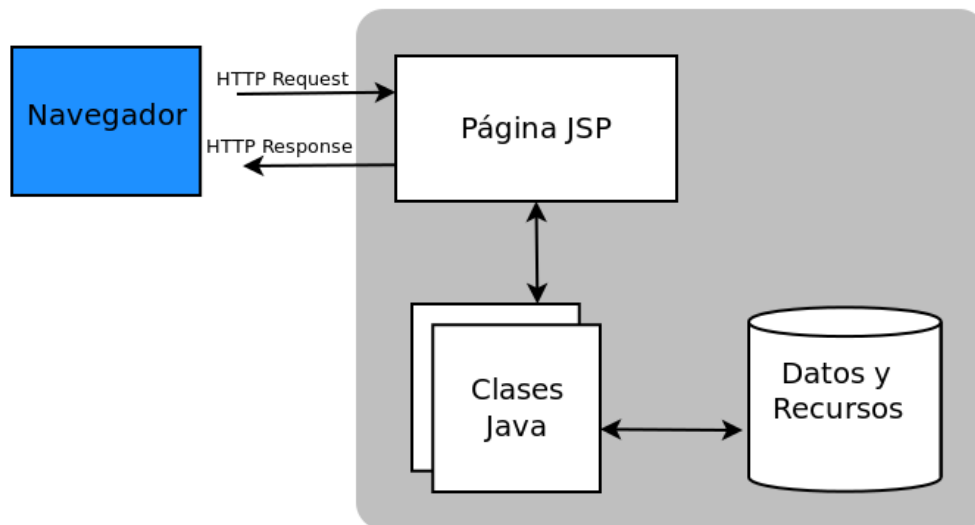 HTTP Request
Navegador
Página JSP
HTTP Response
Clases
Java
Datos y
Recursos